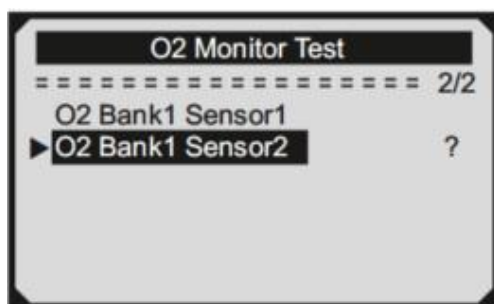 O2 Monitor Test
= = = = = = = = = = = = = = = = = = 2/2
O2 Bank1 Sensor1
▶O2 Bank1 Sensor2 ?